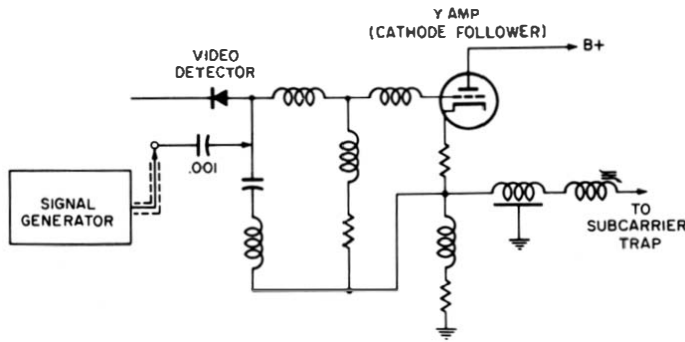 Y AMP
(CATHODE FOLLOWER)
B+
VIDEO
DETECTOR
.001
SIGNAL
GENERATOR
TO
SUBCARRIER
TRAP